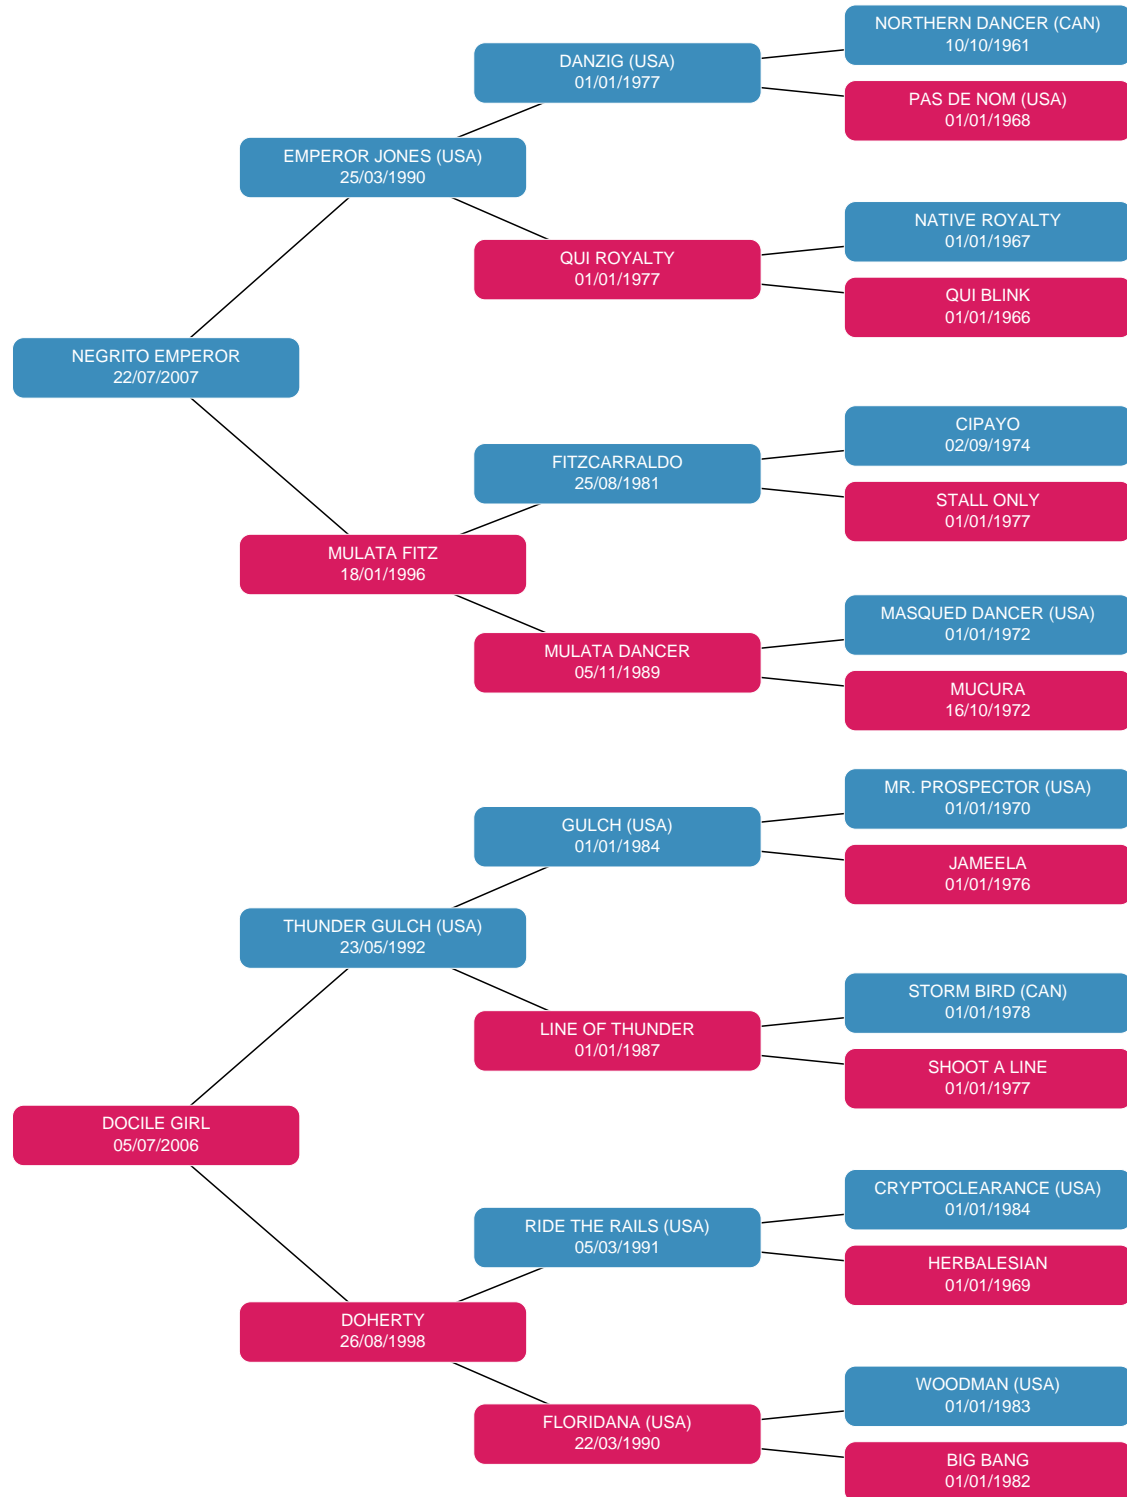 NORTHERN DANCER (CAN)
10/10/1961
DANZIG (USA)
01/01/1977
PAS DE NOM (USA)
01/01/1968
EMPEROR JONES (USA)
25/03/1990
NATIVE ROYALTY
01/01/1967
QUI ROYALTY
01/01/1977
QUI BLINK
01/01/1966
NEGRITO EMPEROR
22/07/2007
CIPAYO
02/09/1974
FITZCARRALDO
25/08/1981
STALL ONLY
01/01/1977
MULATA FITZ
18/01/1996
MASQUED DANCER (USA)
01/01/1972
MULATA DANCER
05/11/1989
MUCURA
16/10/1972
MR. PROSPECTOR (USA)
01/01/1970
GULCH (USA)
01/01/1984
JAMEELA
01/01/1976
THUNDER GULCH (USA)
23/05/1992
STORM BIRD (CAN)
01/01/1978
LINE OF THUNDER
01/01/1987
SHOOT A LINE
01/01/1977
DOCILE GIRL
05/07/2006
CRYPTOCLEARANCE (USA)
01/01/1984
RIDE THE RAILS (USA)
05/03/1991
HERBALESIAN
01/01/1969
DOHERTY
26/08/1998
WOODMAN (USA)
01/01/1983
FLORIDANA (USA)
22/03/1990
BIG BANG
01/01/1982